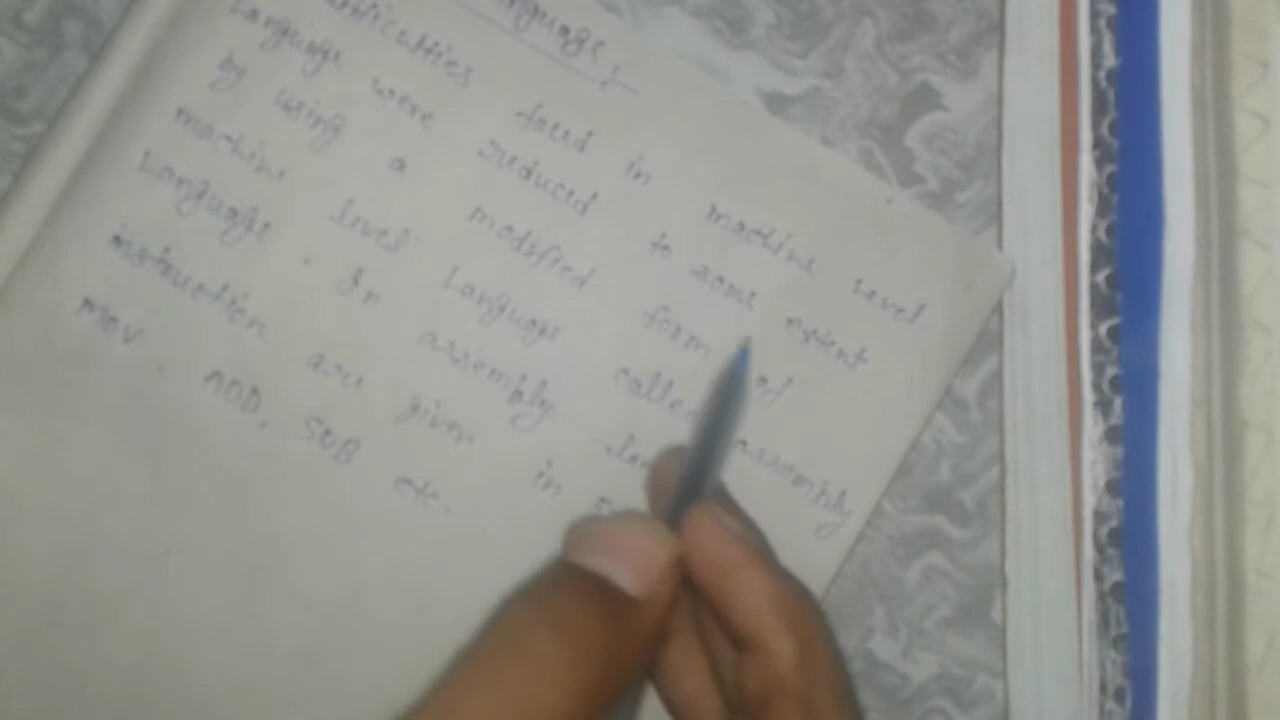 Language :-
difficulties faced in machine level
Language were reduced to some extent
by using a modified form of
machine level Language called assembly
Language. In assembly
instruction are given in
MOV, ADD, SUB etc.